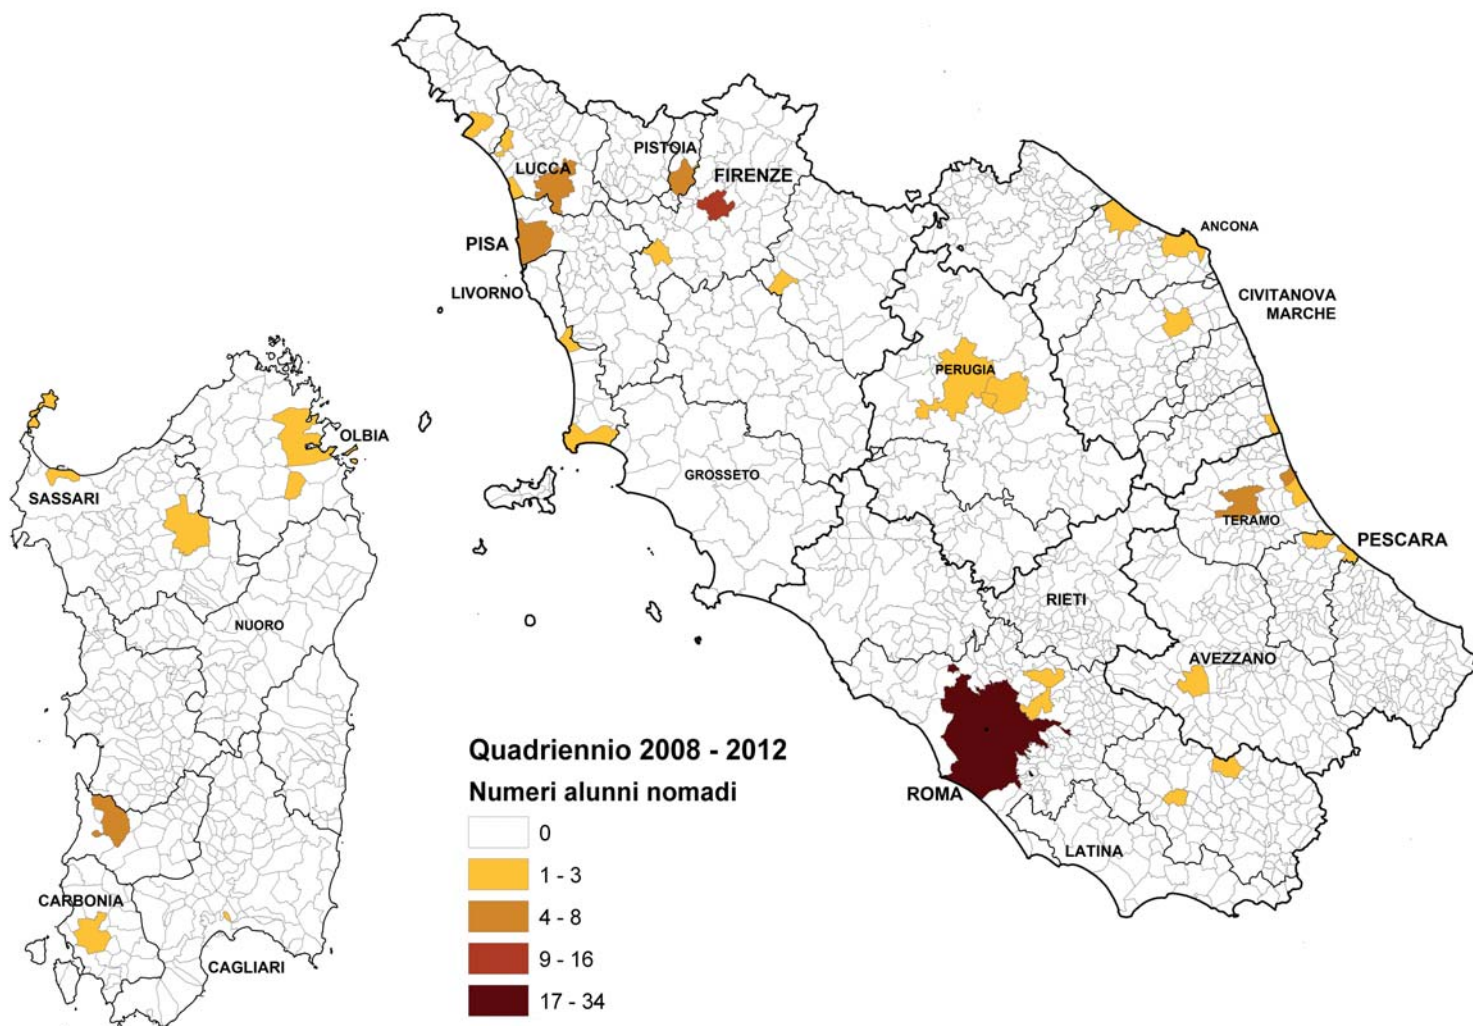 PISTOIA
LUCCA
FIRENZE
PISA
ANCONA
LIVORNO
CIVITANOVA
MARCHE
PERUGIA
OLBIA
GROSSETO
SASSARI
TERAMO
PESCARA
RIETI
NUORO
AVEZZANO
Quadriennio 2008 - 2012
Numeri alunni nomadi
ROMA
0
LATINA
1 - 3
CARBONIA
4 - 8
CAGLIARI
9 - 16
17 - 34